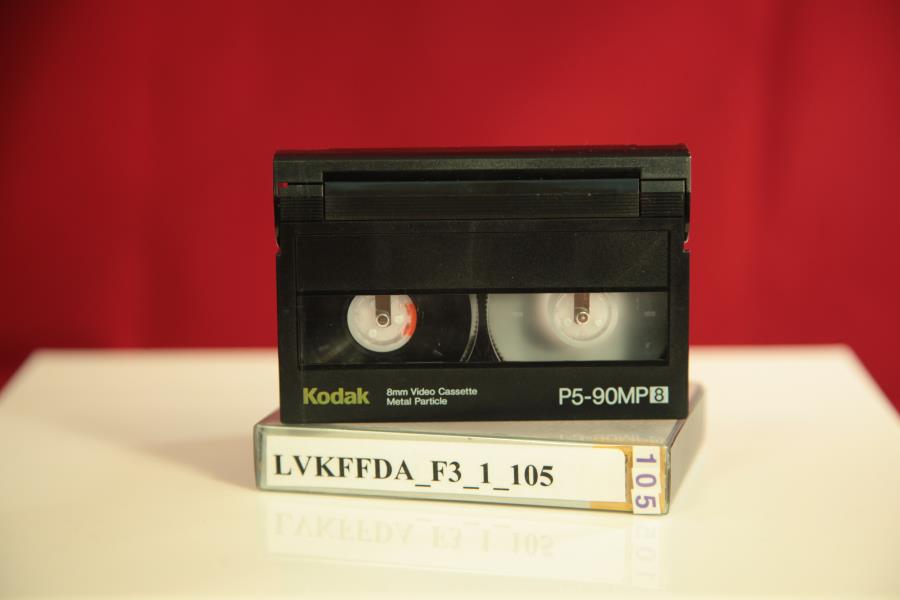 Kodak
8mm Video Cassette
Metal Particle
P5-90MP8
LVKFFDA_F3_1_105
105